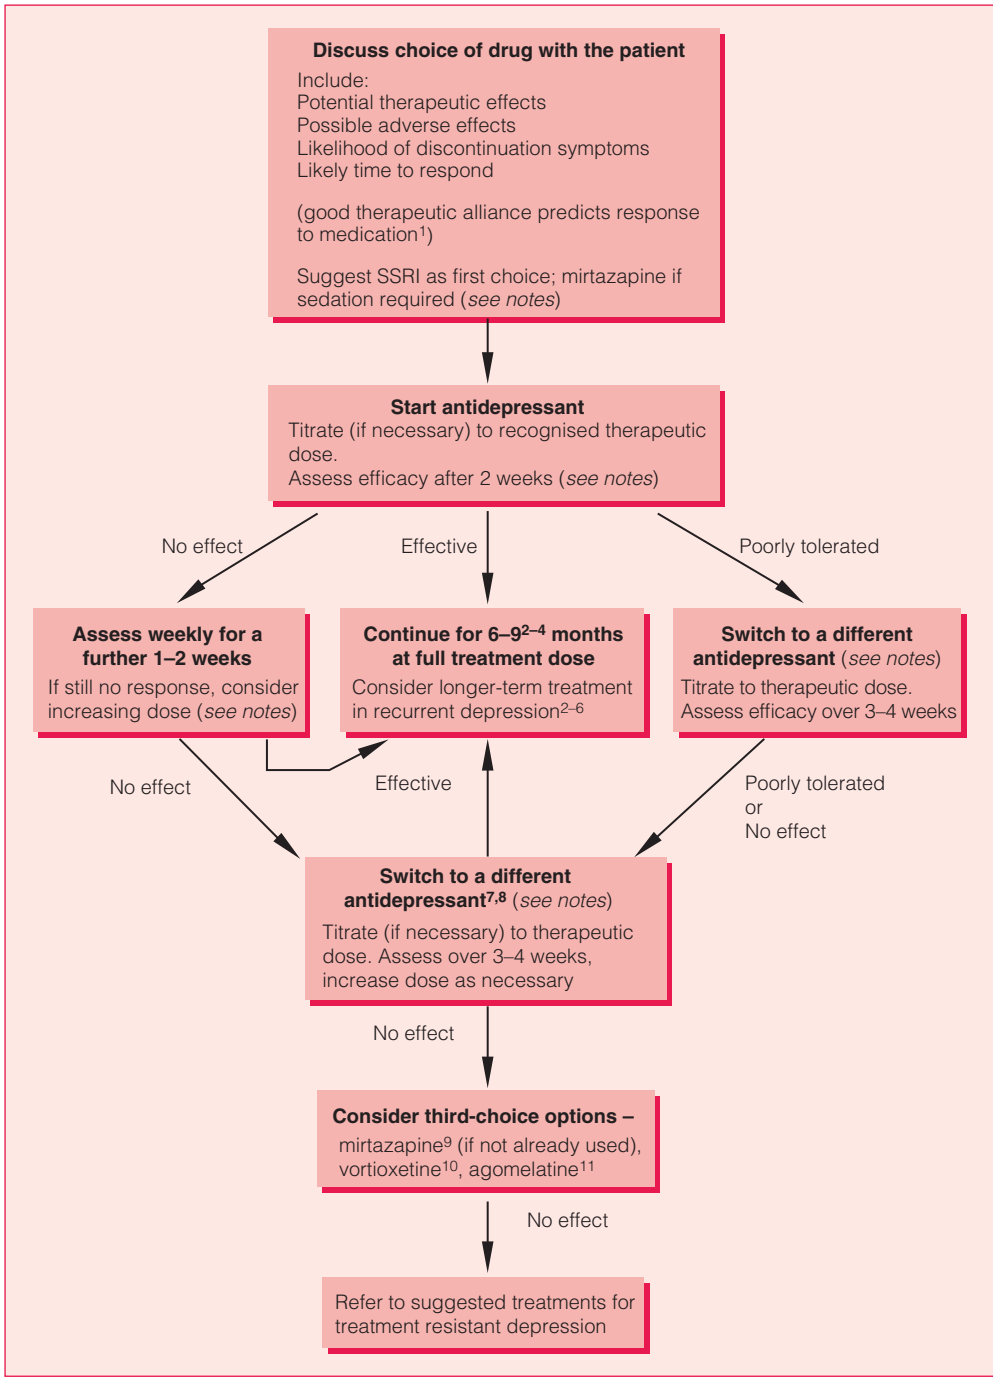 Discuss choice of drug with the patient
Include:
Potential therapeutic effects
Possible adverse effects
Likelihood of discontinuation symptoms
Likely time to respond
(good therapeutic alliance predicts response
to medication¹)
Suggest SSRI as first choice; mirtazapine if
sedation required (see notes)
Start antidepressant
Titrate (if necessary) to recognised therapeutic
dose.
Assess efficacy after 2 weeks (see notes)
No effect
Effective
Poorly tolerated
Assess weekly for a
further 1–2 weeks
If still no response, consider
increasing dose (see notes)
Continue for 6–9²⁻⁴ months
at full treatment dose
Consider longer-term treatment
in recurrent depression²⁻⁶
Switch to a different
antidepressant (see notes)
Titrate to therapeutic dose.
Assess efficacy over 3–4 weeks
No effect
Effective
Poorly tolerated
or
No effect
Switch to a different
antidepressant⁷,⁸ (see notes)
Titrate (if necessary) to therapeutic
dose. Assess over 3–4 weeks,
increase dose as necessary
No effect
Consider third-choice options –
mirtazapine⁹ (if not already used),
vortioxetine¹⁰, agomelatine¹¹
No effect
Refer to suggested treatments for
treatment resistant depression